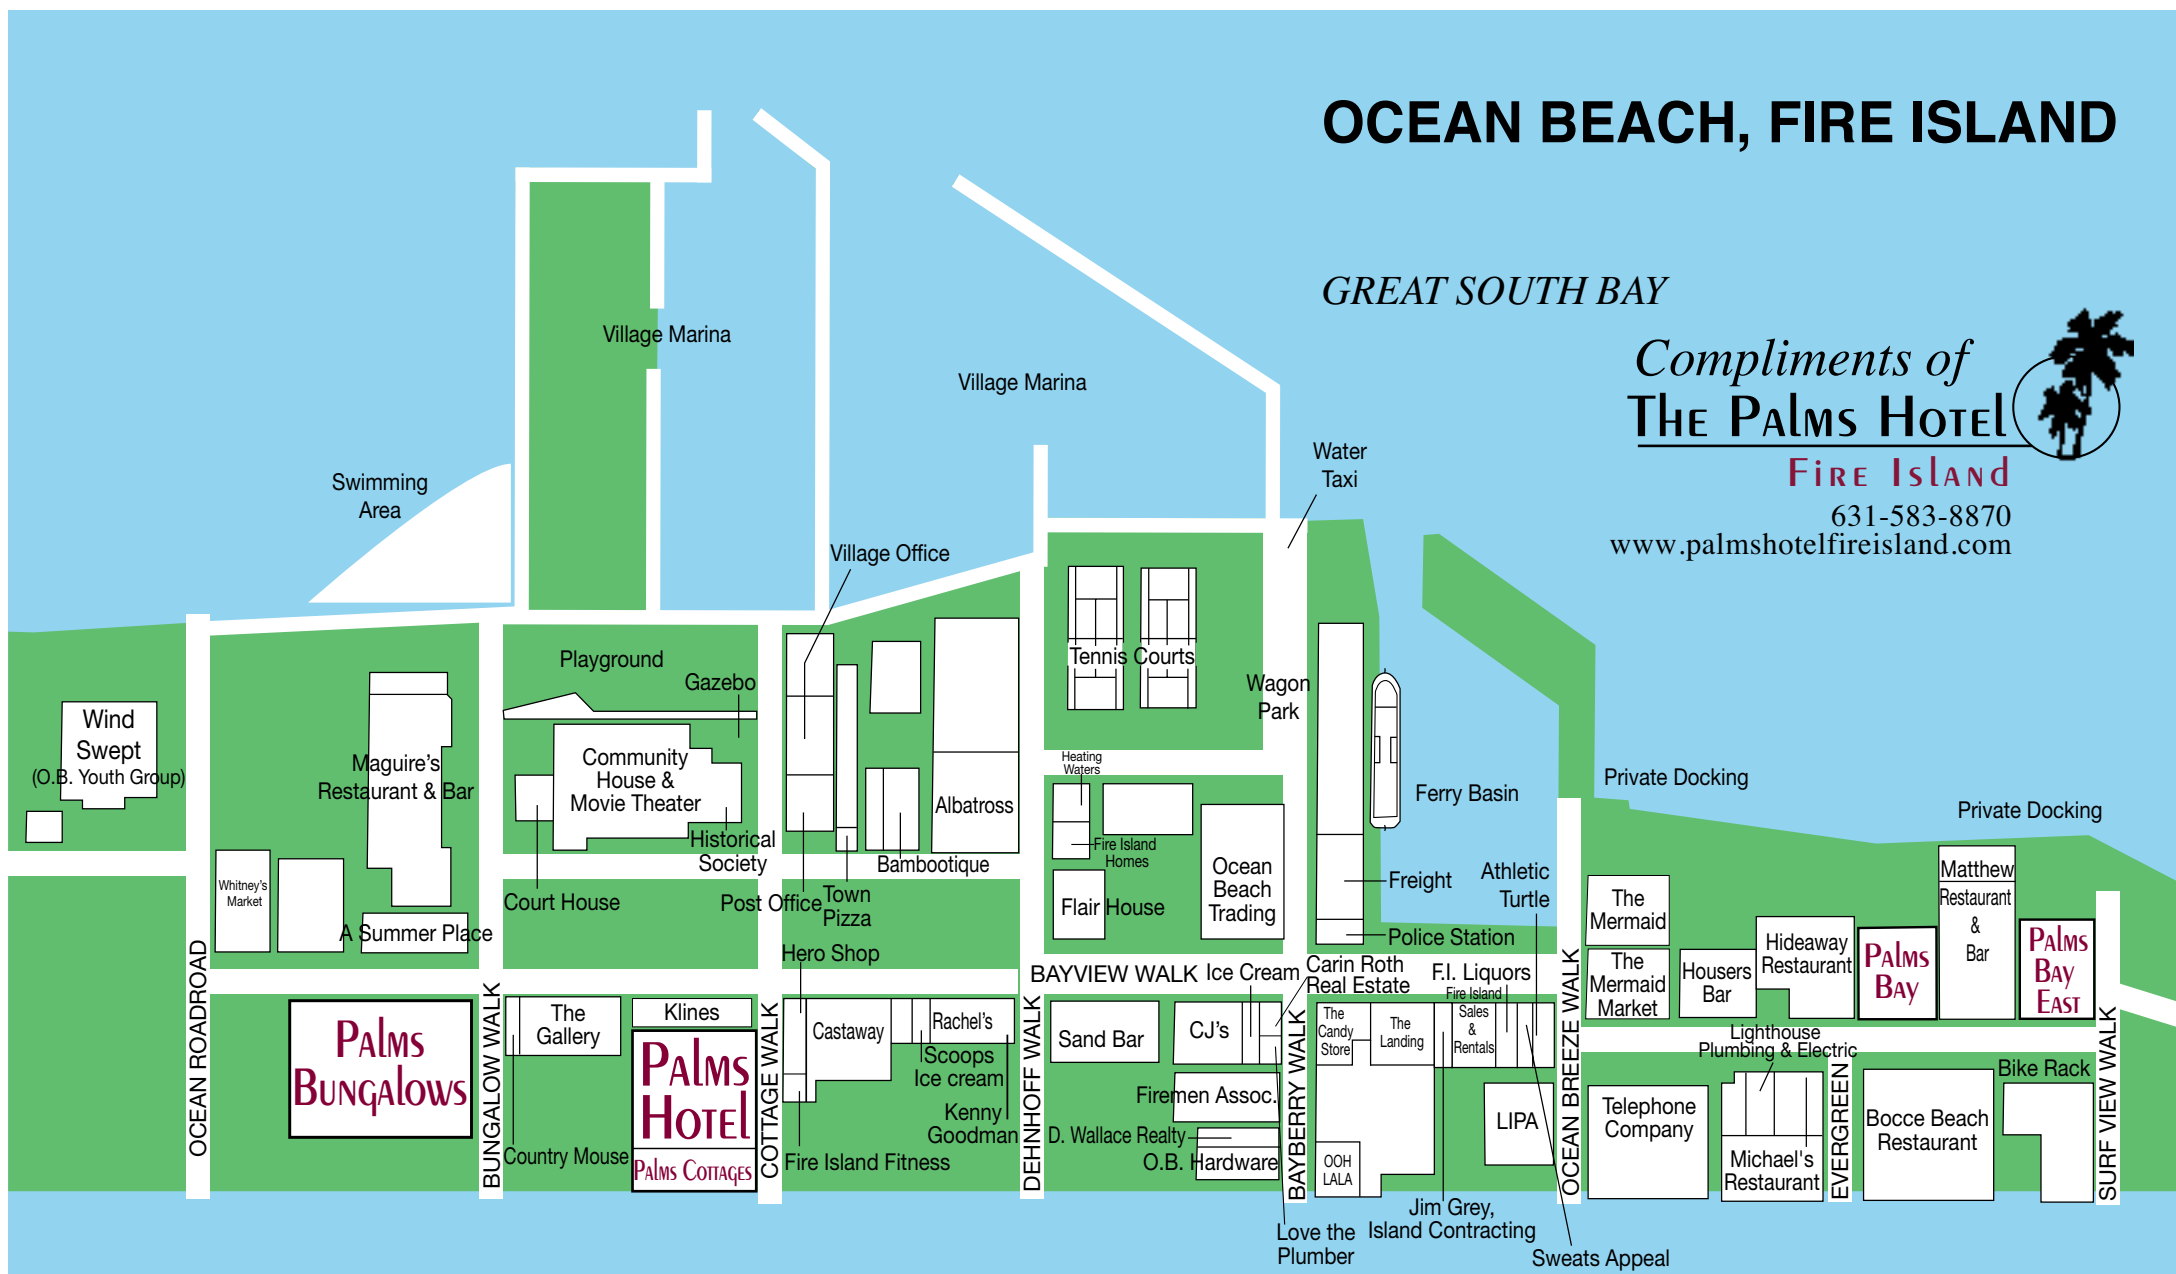 OCEAN BEACH, FIRE ISLAND
GREAT SOUTH BAY
Compliments of
The Palms Hotel
Fire Island
631-583-8870
www.palmshotelfireisland.com
Village Marina
Village Marina
Water
Taxi
Swimming
Area
Village Office
Playground
Gazebo
Tennis Courts
Wagon
Park
Wind
Swept
(O.B. Youth Group)
Maguire's
Restaurant & Bar
Community
House &
Movie Theater
Historical
Society
Albatross
Heating
Waters
Fire Island
Homes
Ferry Basin
Private Docking
Private Docking
Whitney's
Market
A Summer Place
Court House
Post Office
Town
Pizza
Bambootique
Flair House
Ocean
Beach
Trading
Freight
Police Station
Athletic
Turtle
The
Mermaid
The
Mermaid
Market
Housers
Bar
Hideaway
Restaurant
Palms
Bay
Matthew
Restaurant
&
Bar
Palms
Bay
East
Hero Shop
BAYVIEW WALK
Ice Cream
Carin Roth
Real Estate
F.I. Liquors
Fire Island
Sales
&
Rentals
OCEAN ROADROAD
BUNGALOW WALK
COTTAGE WALK
DEHNHOFF WALK
BAYBERRY WALK
OCEAN BREEZE WALK
EVERGREEN
SURF VIEW WALK
Palms
Bungalows
The
Gallery
Klines
Palms
Hotel
Palms Cottages
Country Mouse
Castaway
Rachel's
Scoops
Ice cream
Kenny
Goodman
Fire Island Fitness
Sand Bar
CJ's
Firemen Assoc.
D. Wallace Realty
O.B. Hardware
The
Candy
Store
The
Landing
OOH
LALA
LIPA
Love the
Plumber
Jim Grey,
Island Contracting
Sweats Appeal
Lighthouse
Plumbing & Electric
Telephone
Company
Michael's
Restaurant
Bocce Beach
Restaurant
Bike Rack